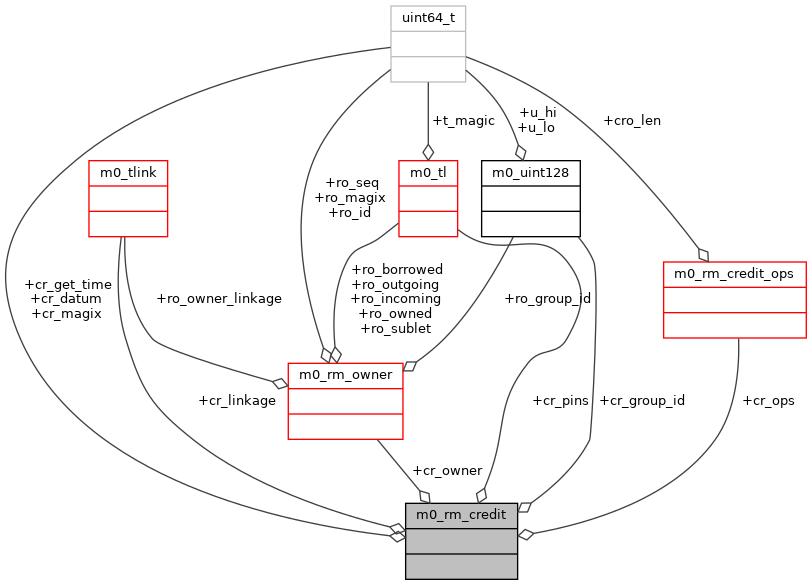 uint64_t
+u_hi
+u_lo
+t_magic
+cro_len
m0_tlink
m0_tl
m0_uint128
+ro_seq
+ro_magix
+ro_id
m0_rm_credit_ops
+ro_borrowed
+ro_outgoing
+ro_incoming
+ro_owned
+ro_sublet
+cr_get_time
+cr_datum
+cr_magix
+ro_owner_linkage
+ro_group_id
m0_rm_owner
+cr_linkage
+cr_pins
+cr_group_id
+cr_ops
+cr_owner
m0_rm_credit